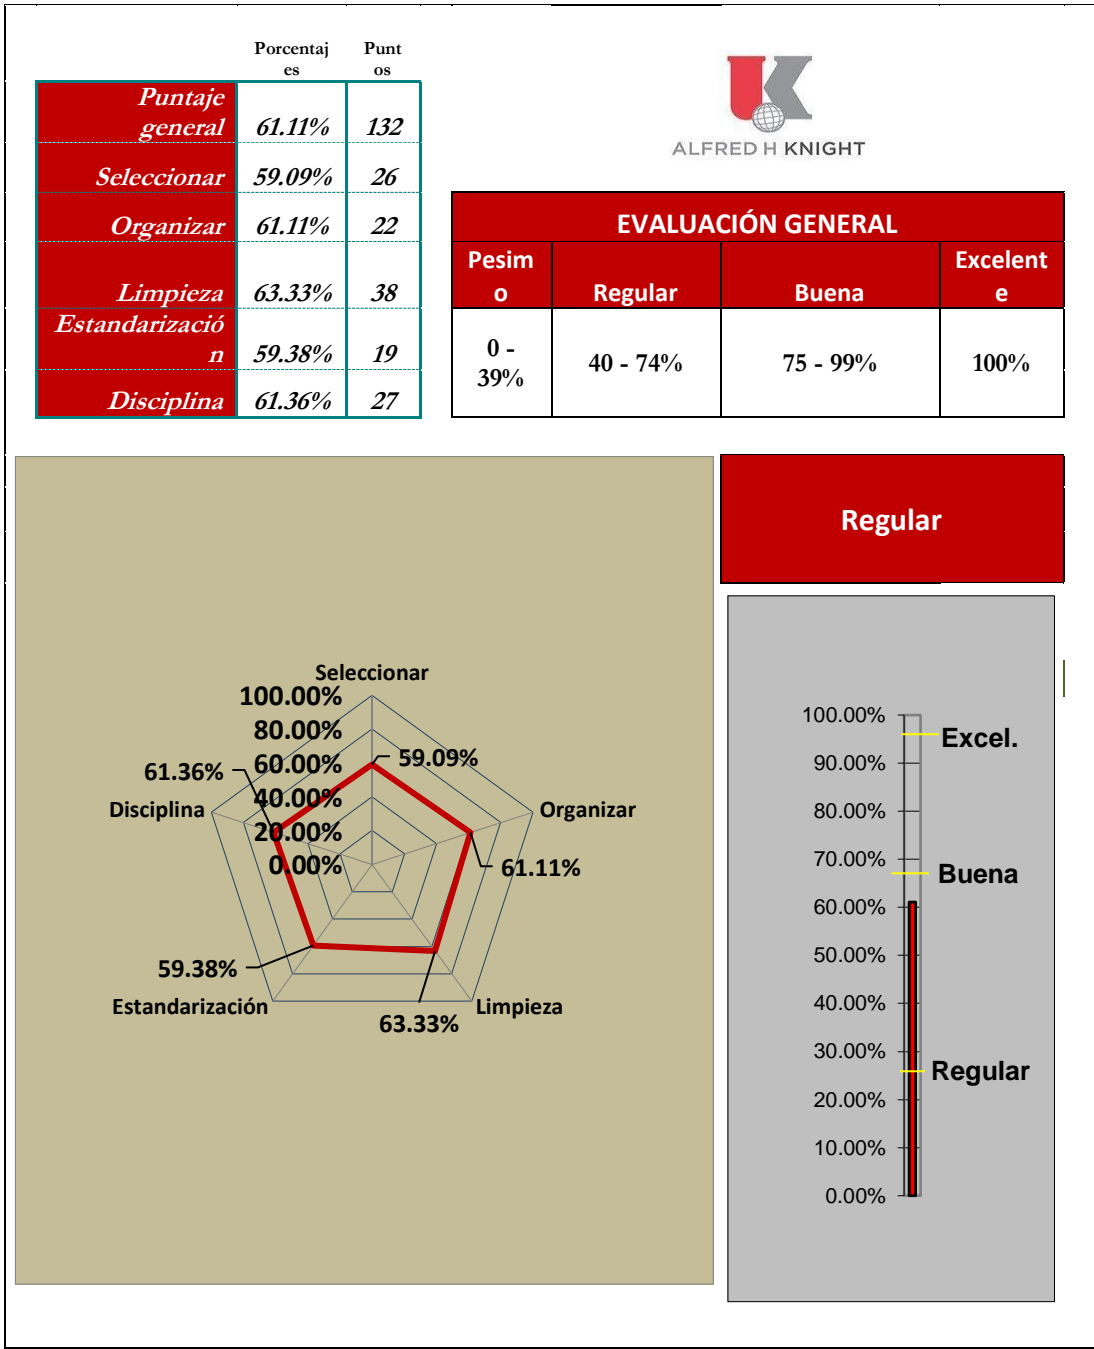 Porcentaj
es
Punt
os
Puntaje
general
61.11%
132
Seleccionar
59.09%
26
Organizar
61.11%
22
Limpieza
63.33%
38
Estandarizació
n
59.38%
19
Disciplina
61.36%
27
ALFRED H KNIGHT
EVALUACIÓN GENERAL
Pesim
o
Regular
Buena
Excelent
e
0 -
39%
40 - 74%
75 - 99%
100%
Regular
Seleccionar
100.00%
80.00%
60.00%
40.00%
20.00%
0.00%
59.09%
Organizar
61.11%
Limpieza
63.33%
Estandarización
59.38%
Disciplina
61.36%
100.00%
90.00%
80.00%
70.00%
60.00%
50.00%
40.00%
30.00%
20.00%
10.00%
0.00%
Excel.
Buena
Regular